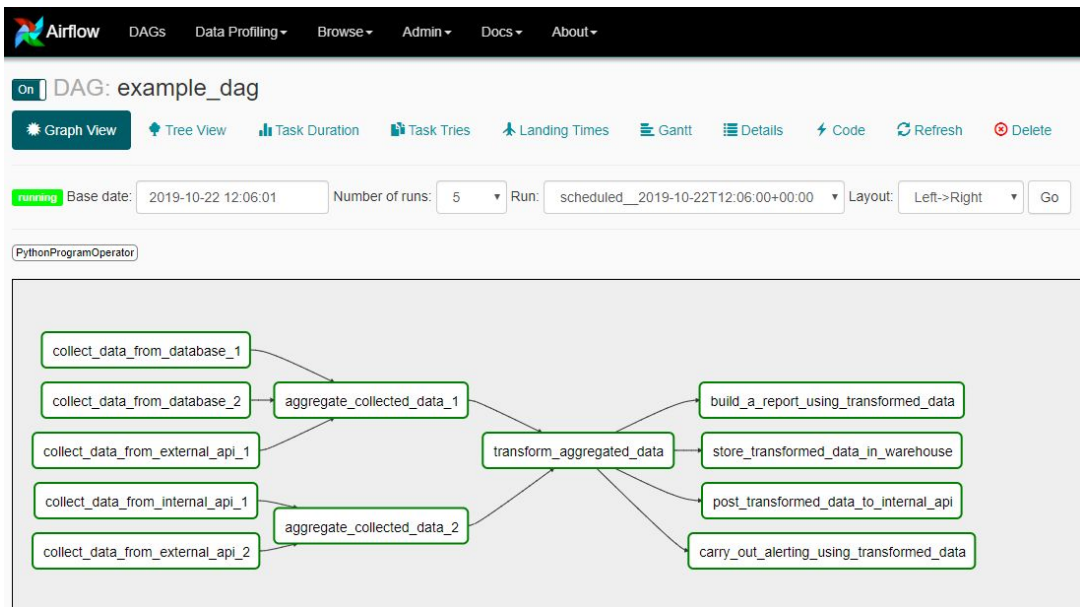 Airflow DAGs Data Profiling Browse Admin Docs About
On DAG: example_dag
Graph View Tree View Task Duration Task Tries Landing Times Gantt Details Code Refresh Delete
running Base date: 2019-10-22 12:06:01 Number of runs: 5 Run: scheduled__2019-10-22T12:06:00+00:00 Layout: Left->Right Go
PythonProgramOperator
collect_data_from_database_1
collect_data_from_database_2
collect_data_from_external_api_1
collect_data_from_internal_api_1
collect_data_from_external_api_2
aggregate_collected_data_1
aggregate_collected_data_2
transform_aggregated_data
build_a_report_using_transformed_data
store_transformed_data_in_warehouse
post_transformed_data_to_internal_api
carry_out_alerting_using_transformed_data